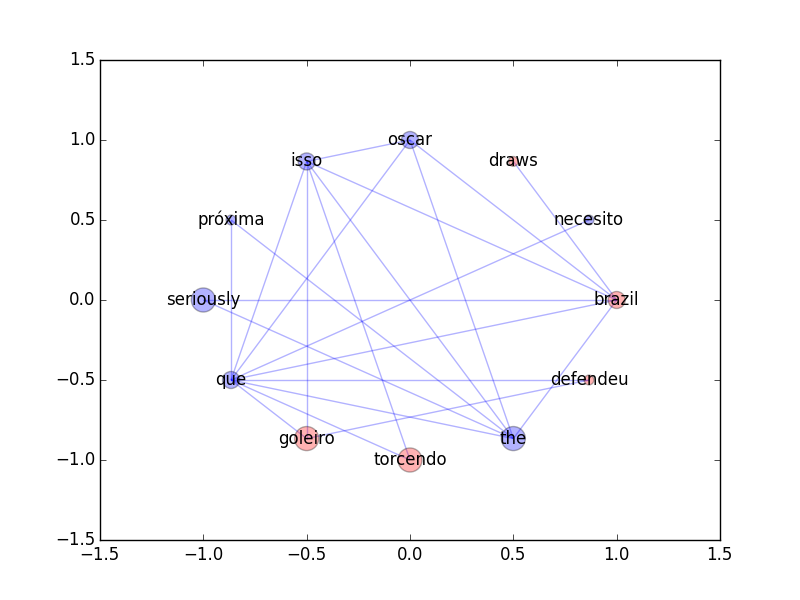 1.5
1.0
0.5
0.0
−0.5
−1.0
−1.5
oscar
isso
draws
próxima
necesito
seriously
brazil
que
defendeu
goleiro
the
torcendo
−1.5
−1.0
−0.5
0.0
0.5
1.0
1.5